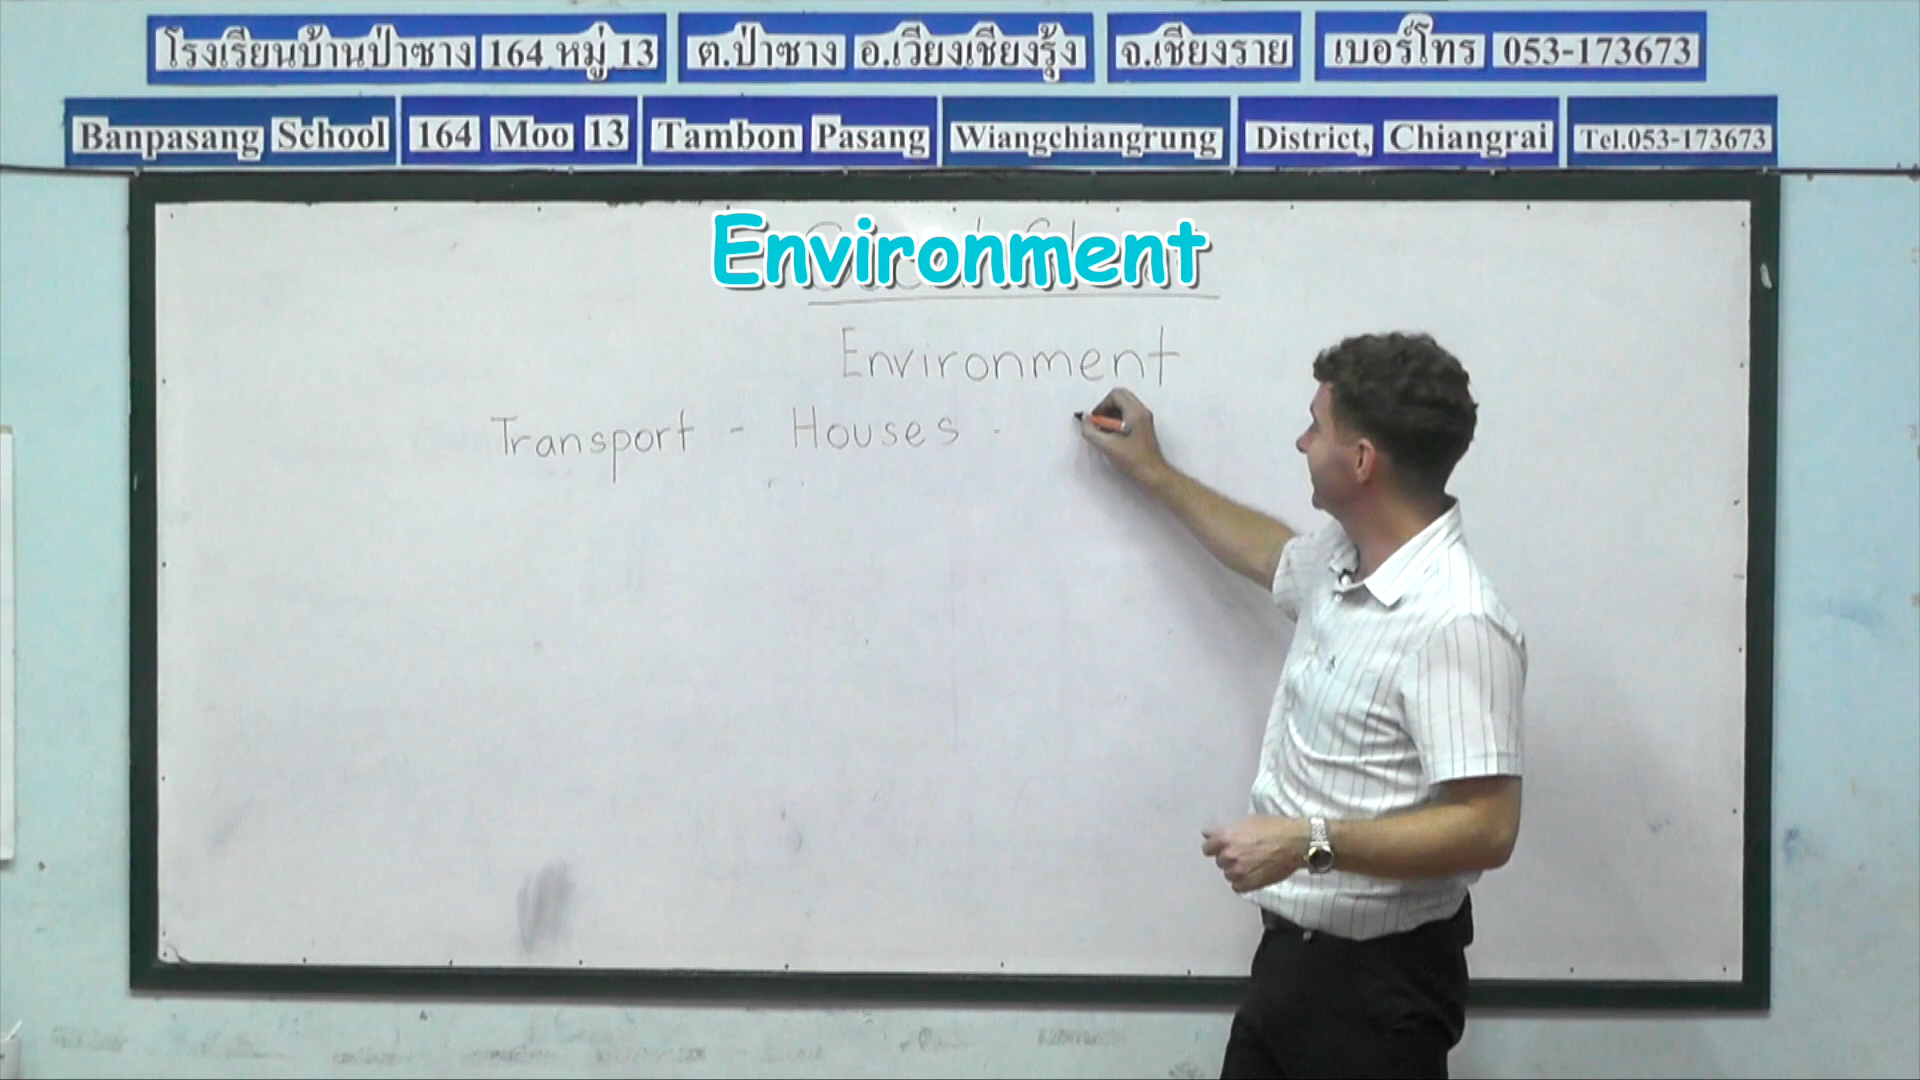 โรงเรียนบ้านป่าซาง 164 หมู่ 13 ต.ป่าซาง อ.เวียงเชียงรุ้ง จ.เชียงราย เบอร์โทร 053-173673
Banpasang School 164 Moo 13 Tambon Pasang Wiangchiangrung District, Chiangrai Tel.053-173673
Environment
Environment
Transport - Houses -